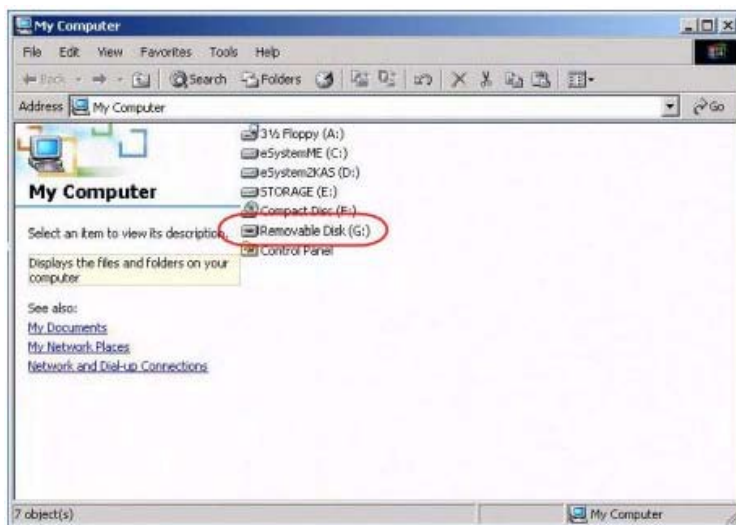 My Computer
File Edit View Favorites Tools Help
Back Search Folders
Address My Computer Go
My Computer
Select an item to view its description.
Displays the files and folders on your
computer
See also:
My Documents
My Network Places
Network and Dial-up Connections
3½ Floppy (A:)
eSystemME (C:)
eSystem2KAS (D:)
STORAGE (E:)
Compact Disc (F:)
Removable Disk (G:)
Control Panel
7 object(s) My Computer